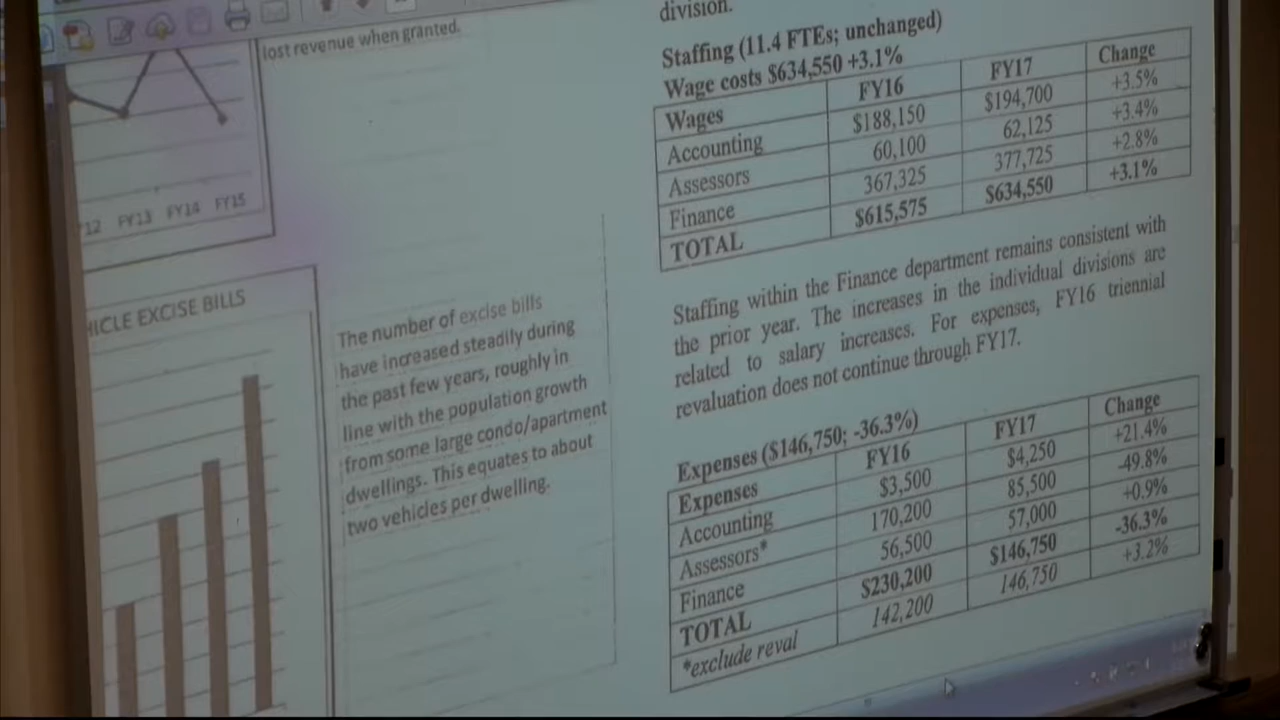 lost revenue when granted.
'12 FY13 FY14 FY15
HICLE EXCISE BILLS
The number of excise bills
have increased steadily during
the past few years, roughly in
line with the population growth
from some large condo/apartment
dwellings. This equates to about
two vehicles per dwelling.
division.
Staffing (11.4 FTEs; unchanged)
Wage costs $634,550 +3.1%
Wages FY16 FY17 Change
Accounting $188,150 $194,700 +3.5%
Assessors 60,100 62,125 +3.4%
Finance 367,325 377,725 +2.8%
TOTAL $615,575 $634,550 +3.1%
Staffing within the Finance department remains consistent with
the prior year. The increases in the individual divisions are
related to salary increases. For expenses, FY16 triennial
revaluation does not continue through FY17.
Expenses ($146,750; -36.3%)
Expenses FY16 FY17 Change
Accounting $3,500 $4,250 +21.4%
Assessors* 170,200 85,500 -49.8%
Finance 56,500 57,000 +0.9%
TOTAL $230,200 $146,750 -36.3%
*exclude reval 142,200 146,750 +3.2%